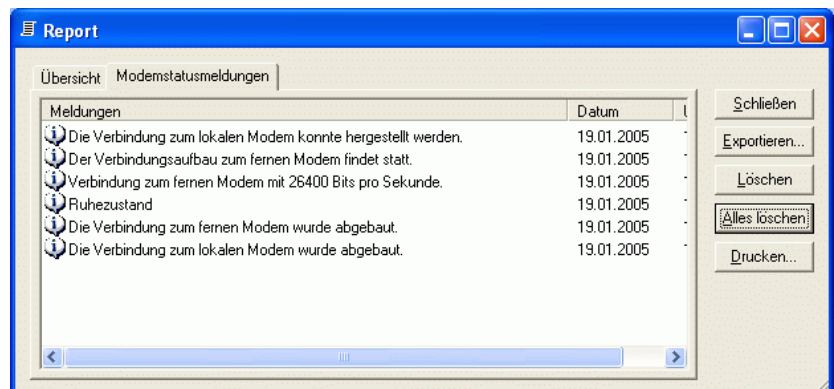 Report
Übersicht Modemstatusmeldungen
Meldungen Datum
Die Verbindung zum lokalen Modem konnte hergestellt werden. 19.01.2005
Der Verbindungsaufbau zum fernen Modem findet statt. 19.01.2005
Verbindung zum fernen Modem mit 26400 Bits pro Sekunde. 19.01.2005
Ruhezustand 19.01.2005
Die Verbindung zum fernen Modem wurde abgebaut. 19.01.2005
Die Verbindung zum lokalen Modem wurde abgebaut. 19.01.2005
Schließen
Exportieren...
Löschen
Alles löschen
Drucken...